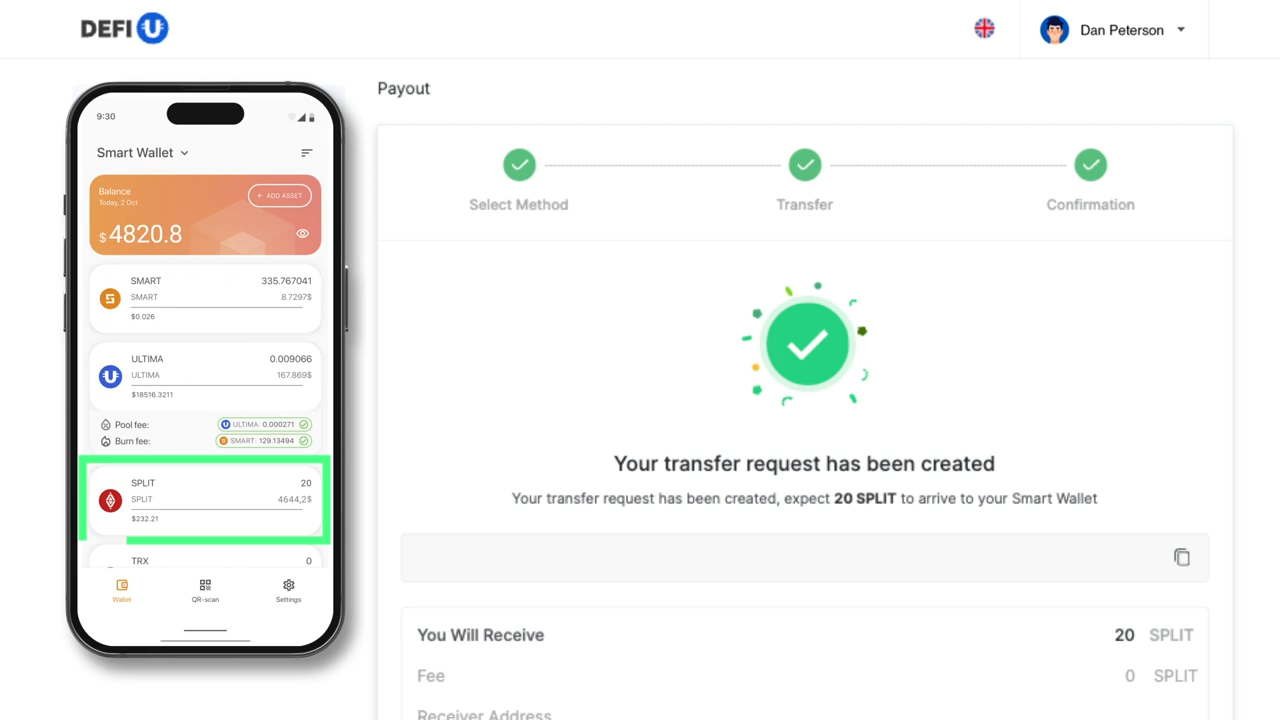 DEFI U
Dan Peterson
9:30
Smart Wallet
Balance
Today, 2 Oct
+ ADD ASSET
$ 4820.8
SMART 335.767041
SMART 8.7297$
$0.026
ULTIMA 0.009066
ULTIMA 167.869$
$18516.3211
Pool fee: ULTIMA: 0.000271
Burn fee: SMART: 129.13494
SPLIT 20
SPLIT 4644,2$
$232.21
TRX 0
Wallet QR-scan Settings
Payout
Select Method Transfer Confirmation
Your transfer request has been created
Your transfer request has been created, expect 20 SPLIT to arrive to your Smart Wallet
You Will Receive 20 SPLIT
Fee 0 SPLIT
Receiver Address